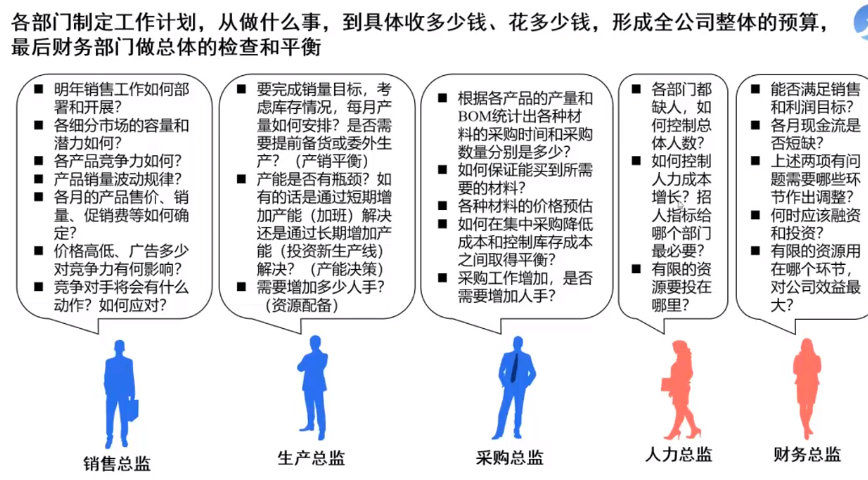 各部门制定工作计划，从做什么事，到具体收多少钱、花多少钱，形成全公司整体的预算，
最后财务部门做总体的检查和平衡
■ 明年销售工作如何部
署和开展？
■ 各细分市场的容量和
潜力如何？
■ 各产品竞争力如何？
■ 产品销量波动规律？
■ 各月的产品售价、销
量、促销费等如何确
定？
■ 价格高低、广告多少
对竞争力有何影响？
■ 竞争对手将会有什么
动作？如何应对？
■ 要完成销量目标，考
虑库存情况，每月产
量如何安排？是否需
要提前备货或委外生
产？（产销平衡）
■ 产能是否有瓶颈？如
有的话是通过短期增
加产能（加班）解决
还是通过长期增加产
能（投资新生产线）
解决？（产能决策）
■ 需要增加多少人手？
（资源配备）
■ 根据各产品的产量和
BOM统计出各种材
料的采购时间和采购
数量分别是多少？
■ 如何保证能买到所需
要的材料？
■ 各种材料的价格预估
■ 如何在集中采购降低
成本和控制库存成本
之间取得平衡？
■ 采购工作增加，是否
需要增加人手？
■ 各部门都
缺人，如
何控制总
体人数？
■ 如何控制
人力成本
增长？招
人指标给
哪个部门
最必要？
■ 有限的资
源要投在
哪里？
■ 能否满足销售
和利润目标？
■ 各月现金流是
否短缺？
■ 上述两项有问
题需要哪些环
节作出调整？
■ 何时应该融资
和投资？
■ 有限的资源用
在哪个环节，
对公司效益最
大？
销售总监
生产总监
采购总监
人力总监
财务总监